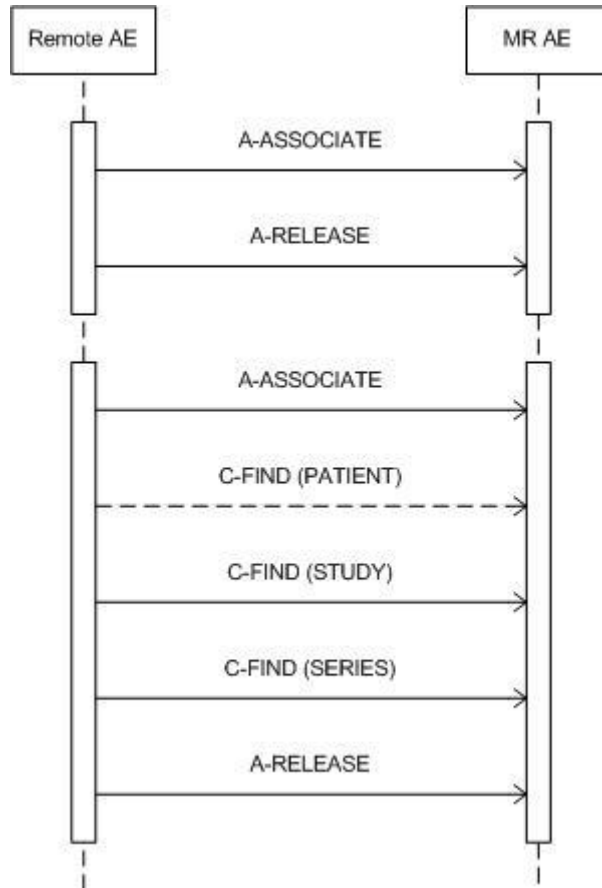 Remote AE
MR AE
A-ASSOCIATE
A-RELEASE
A-ASSOCIATE
C-FIND (PATIENT)
C-FIND (STUDY)
C-FIND (SERIES)
A-RELEASE